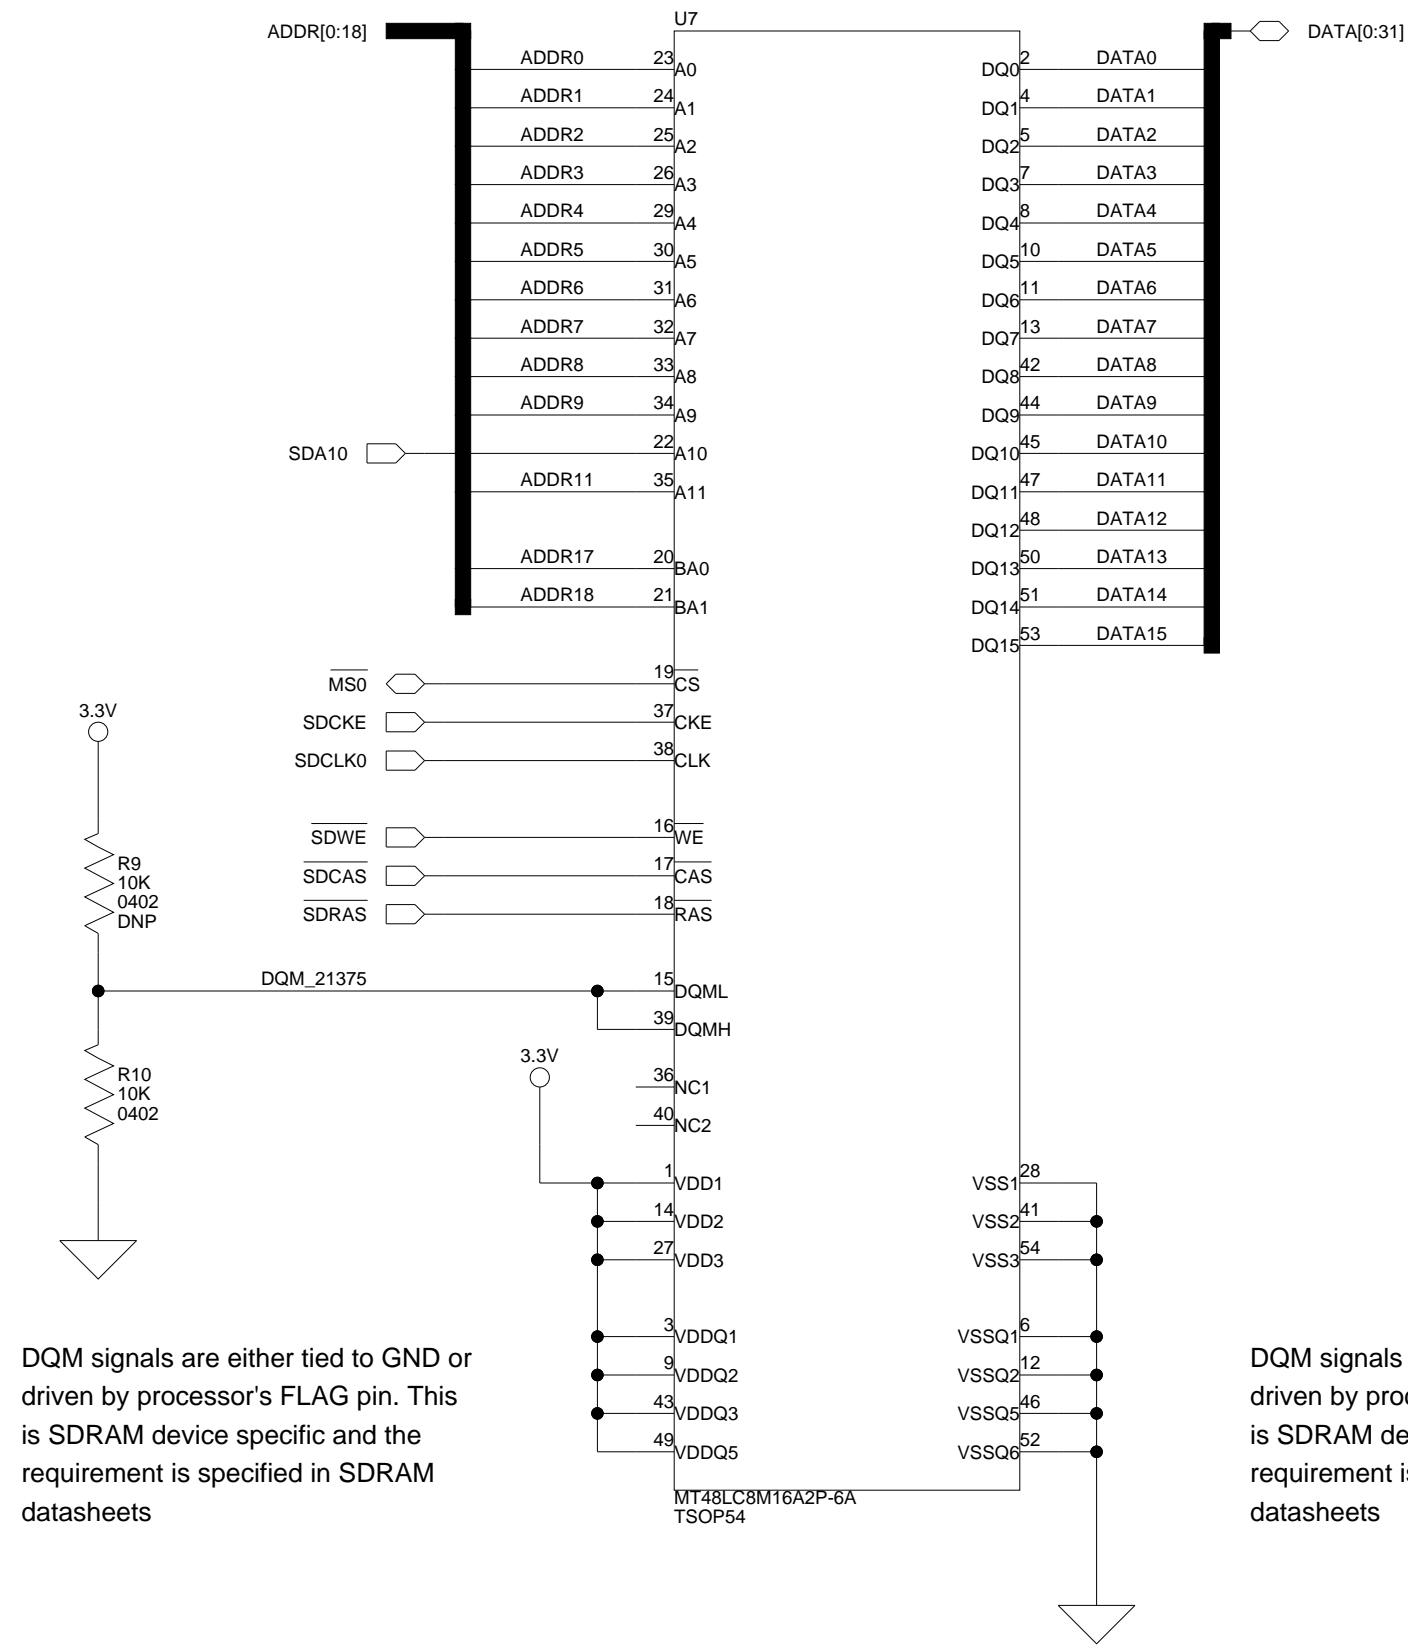 U7
ADDR[0:18]
DATA[0:31]
ADDR0 23 A0 DQ0 2 DATA0
ADDR1 24 A1 DQ1 4 DATA1
ADDR2 25 A2 DQ2 5 DATA2
ADDR3 26 A3 DQ3 7 DATA3
ADDR4 29 A4 DQ4 8 DATA4
ADDR5 30 A5 DQ5 10 DATA5
ADDR6 31 A6 DQ6 11 DATA6
ADDR7 32 A7 DQ7 13 DATA7
ADDR8 33 A8 DQ8 42 DATA8
ADDR9 34 A9 DQ9 44 DATA9
SDA10 22 A10 DQ10 45 DATA10
ADDR11 35 A11 DQ11 47 DATA11
DQ12 48 DATA12
ADDR17 20 BA0 DQ13 50 DATA13
ADDR18 21 BA1 DQ14 51 DATA14
DQ15 53 DATA15
MS0 19 CS
SDCKE 37 CKE
SDCLK0 38 CLK
SDWE 16 WE
SDCAS 17 CAS
SDRAS 18 RAS
3.3V
R9
10K
0402
DNP
DQM_21375 15 DQML
39 DQMH
R10
10K
0402
3.3V
36 NC1
40 NC2
1 VDD1 VSS1 28
14 VDD2 VSS2 41
27 VDD3 VSS3 54
3 VDDQ1 VSSQ1 6
9 VDDQ2 VSSQ2 12
43 VDDQ3 VSSQ5 46
49 VDDQ5 VSSQ6 52
MT48LC8M16A2P-6A
TSOP54
DQM signals are either tied to GND or
driven by processor's FLAG pin. This
is SDRAM device specific and the
requirement is specified in SDRAM
datasheets
DQM signals
driven by proc
is SDRAM de
requirement is
datasheets